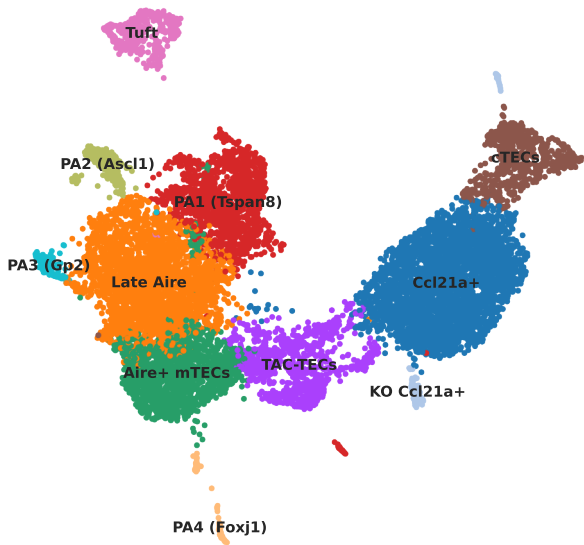 Tuft
cTECs
PA2 (Ascl1)
PA1 (Tspan8)
PA3 (Gp2)
Late Aire
Ccl21a+
Aire+ mTECs
TAC-TECs
KO Ccl21a+
PA4 (Foxj1)